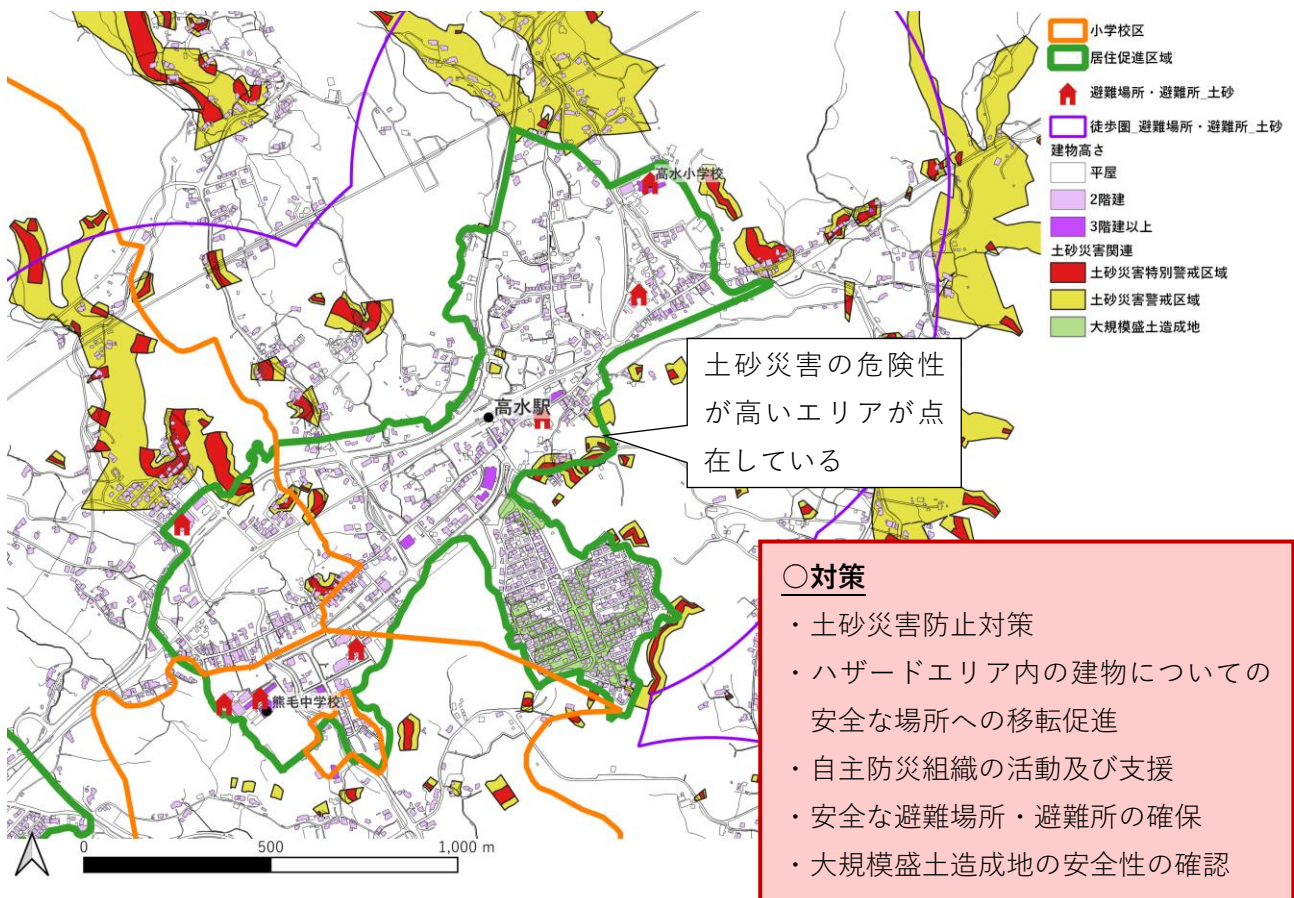 小学校区
居住促進区域
避難場所・避難所_土砂
徒歩圏_避難場所・避難所_土砂
建物高さ
平屋
2階建
3階建以上
土砂災害関連
土砂災害特別警戒区域
土砂災害警戒区域
大規模盛土造成地
高水小学校
高水駅
土砂災害の危険性
が高いエリアが点
在している
熊毛中学校
○対策
・土砂災害防止対策
・ハザードエリア内の建物についての
安全な場所への移転促進
・自主防災組織の活動及び支援
・安全な避難場所・避難所の確保
・大規模盛土造成地の安全性の確認
0 500 1,000 m